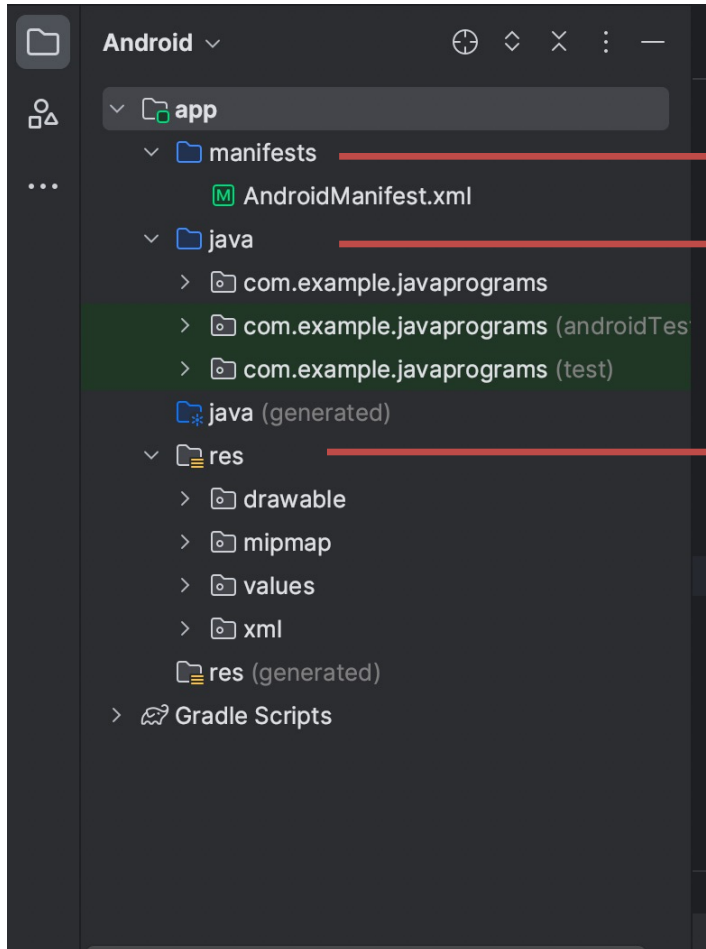 Android
app
manifests
M AndroidManifest.xml
java
com.example.javaprograms
com.example.javaprograms (androidTes
com.example.javaprograms (test)
java (generated)
res
drawable
mipmap
values
xml
res (generated)
Gradle Scripts